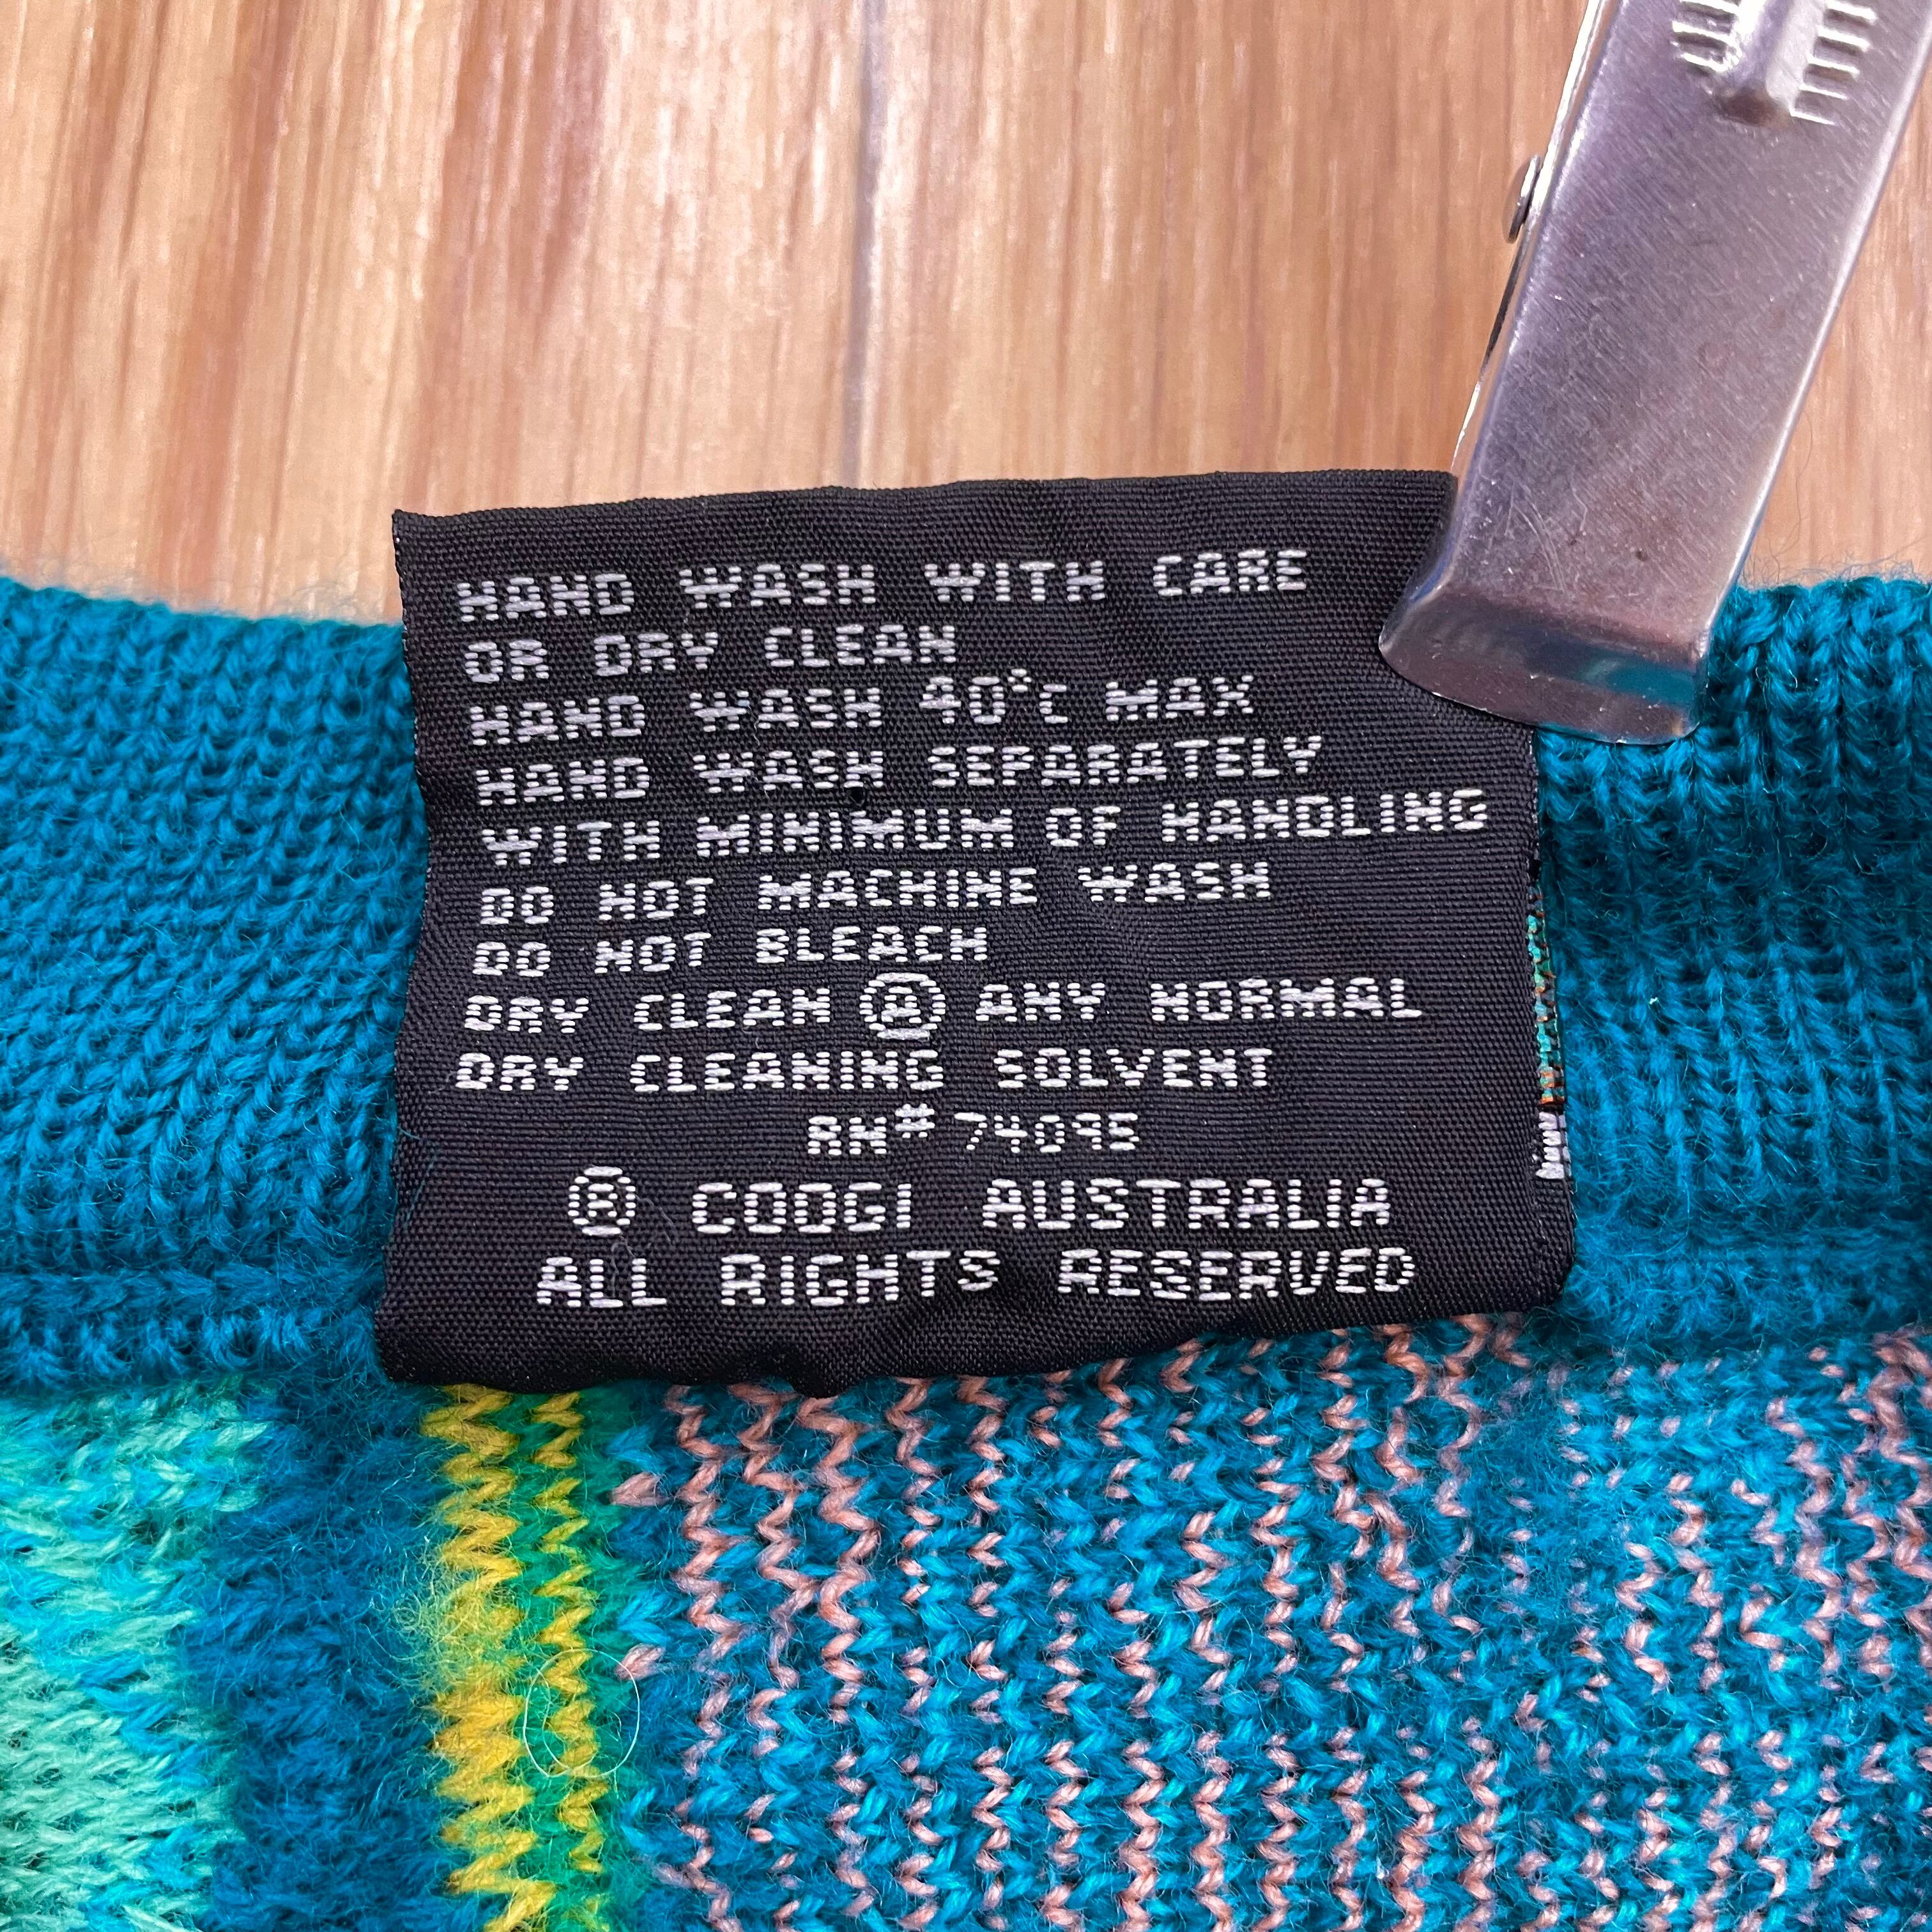 HAND WASH WITH CARE
OR DRY CLEAN
HAND WASH 40°C MAX
HAND WASH SEPARATELY
WITH MINIMUM OF HANDLING
DO NOT MACHINE WASH
DO NOT BLEACH
DRY CLEAN Ⓐ ANY NORMAL
DRY CLEANING SOLVENT
RN# 74095
® COOGI AUSTRALIA
ALL RIGHTS RESERVED